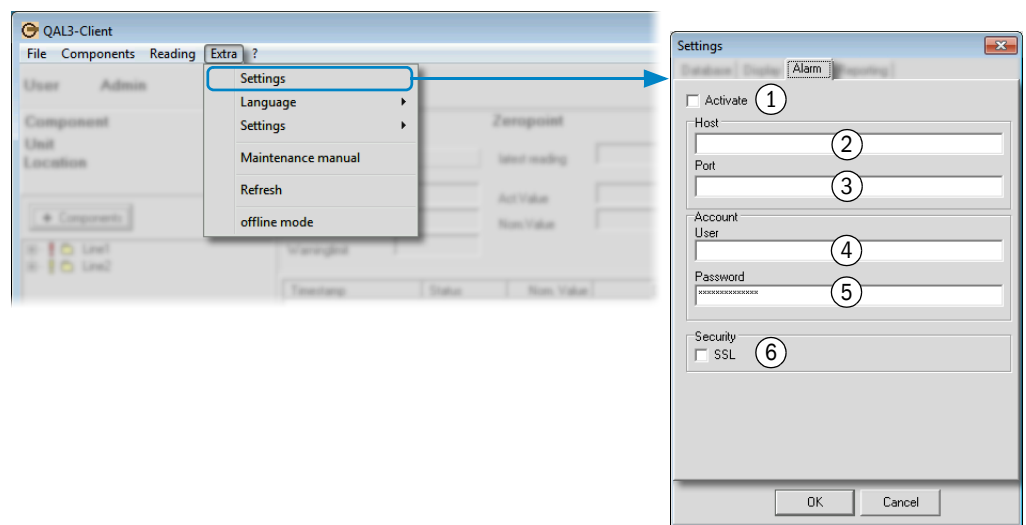 QAL3-Client
File Components Reading Extra ?
User Admin
Component
Unit
Location
+ Components
Line1
Line2
Settings
Language
Settings
Maintenance manual
Refresh
offline mode
Zeropoint
latest reading
Act.Value
Nom.Value
Warninglimit
Timestamp Status Nom. Value
Settings
Database Display Alarm Reporting
Activate 1
Host
2
Port
3
Account
User
4
Password
xxxxxxxxxxxxxx
5
Security
SSL 6
OK Cancel